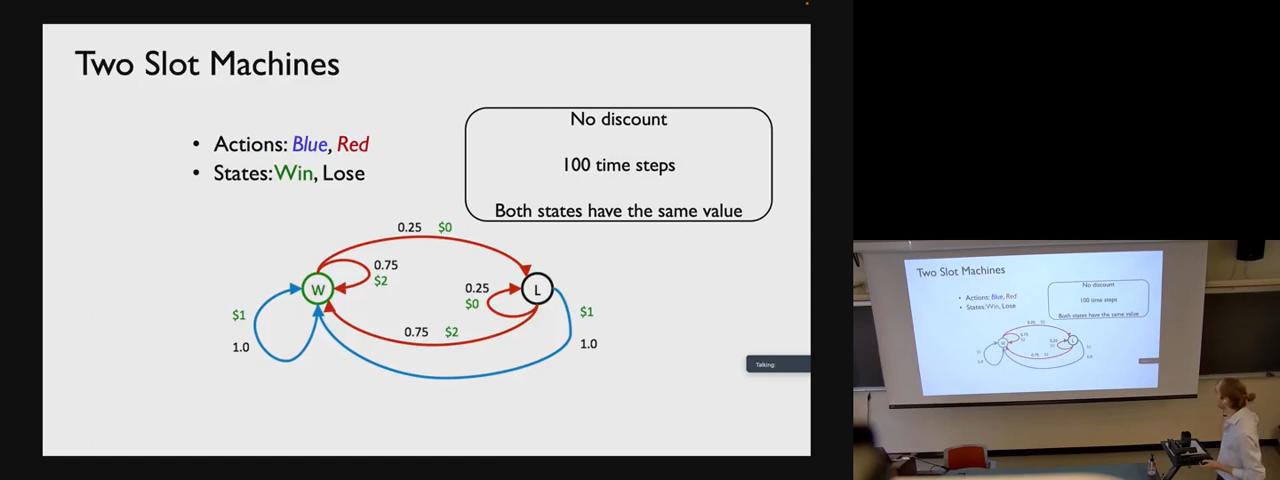 Two Slot Machines
• Actions: Blue, Red
• States: Win, Lose
No discount
100 time steps
Both states have the same value
0.25 $0
0.75
$2
W
0.25
$0
L
$1
1.0
0.75 $2
$1
1.0
Talking:
Two Slot Machines
• Actions: Blue, Red
• States: Win, Lose
No discount
100 time steps
Both states have the same value